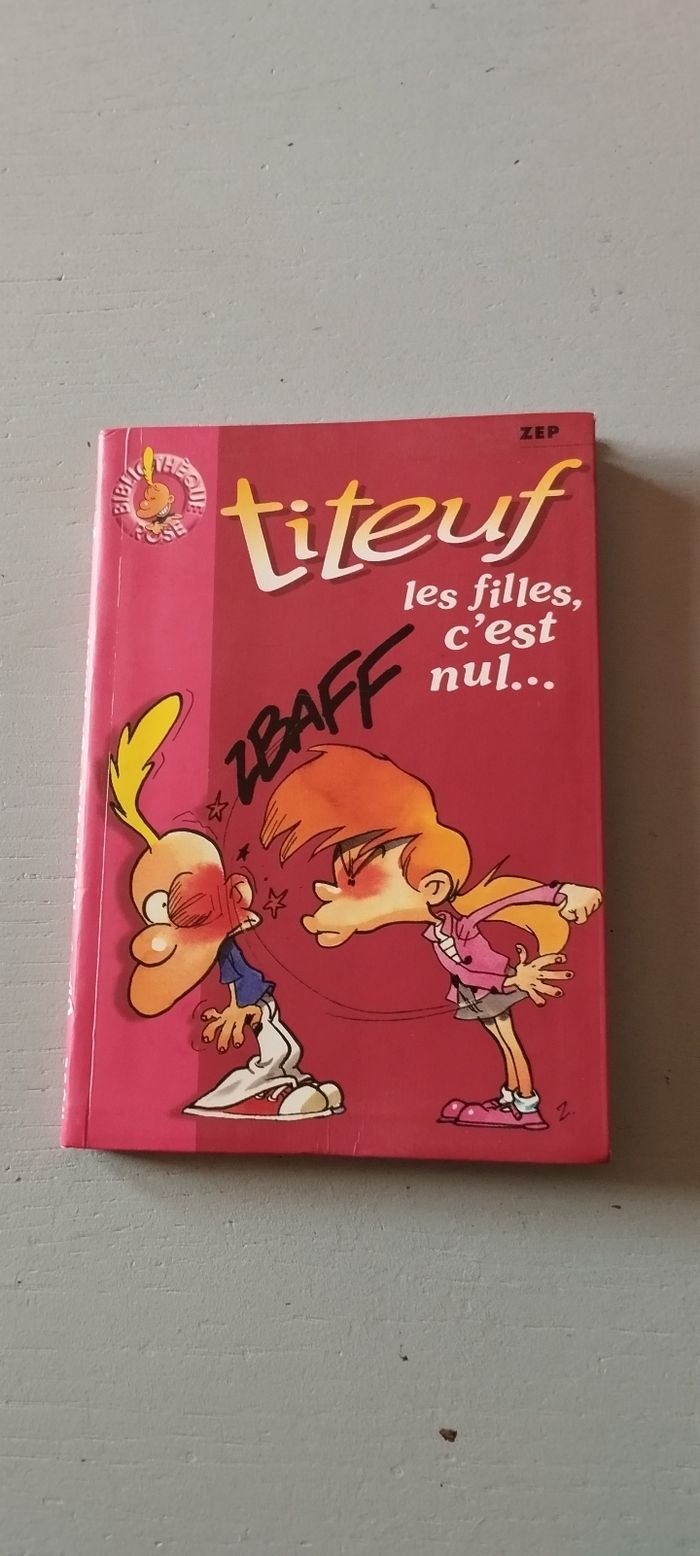 ZEP
BIBLIOTHÈQUE
ROSE
titeuf
les filles,
c'est
nul...
ZBAFF
Z.